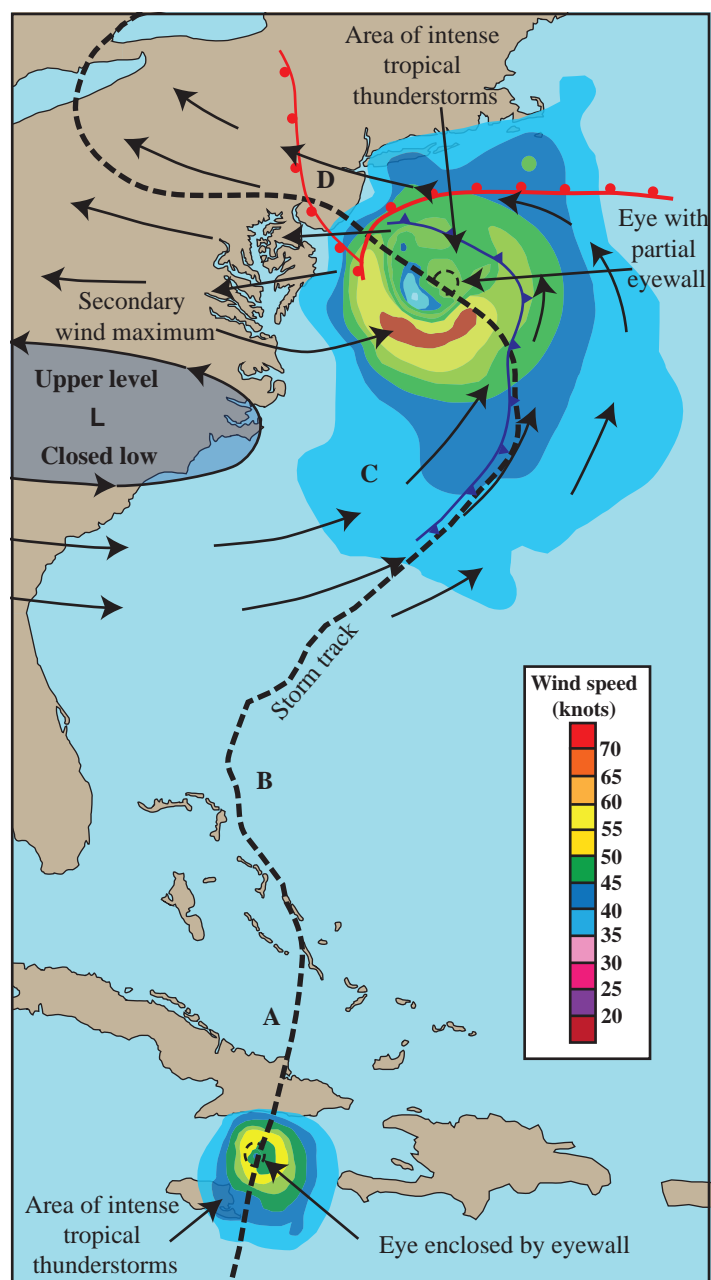 Area of intense
tropical
thunderstorms
D
Eye with
partial
eyewall
Secondary
wind maximum
Upper level
L
Closed low
C
Storm track
B
A
Wind speed
(knots)
70
65
60
55
50
45
40
35
30
25
20
Area of intense
tropical
thunderstorms
Eye enclosed by eyewall